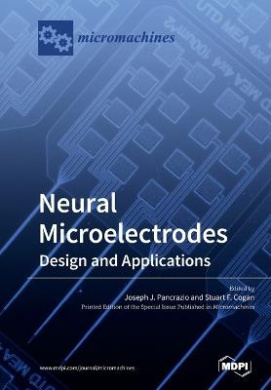 micromachines
Neural
Microelectrodes
Design and Applications
Edited by
Joseph J. Pancrazio and Stuart F. Cogan
Printed Edition of the Special Issue Published in Micromachines
www.mdpi.com/journal/micromachines
MDPI